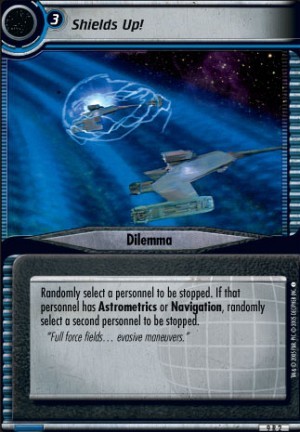 3 Shields Up!
Dilemma
Randomly select a personnel to be stopped. If that
personnel has Astrometrics or Navigation, randomly
select a second personnel to be stopped.
"Full force fields... evasive maneuvers."